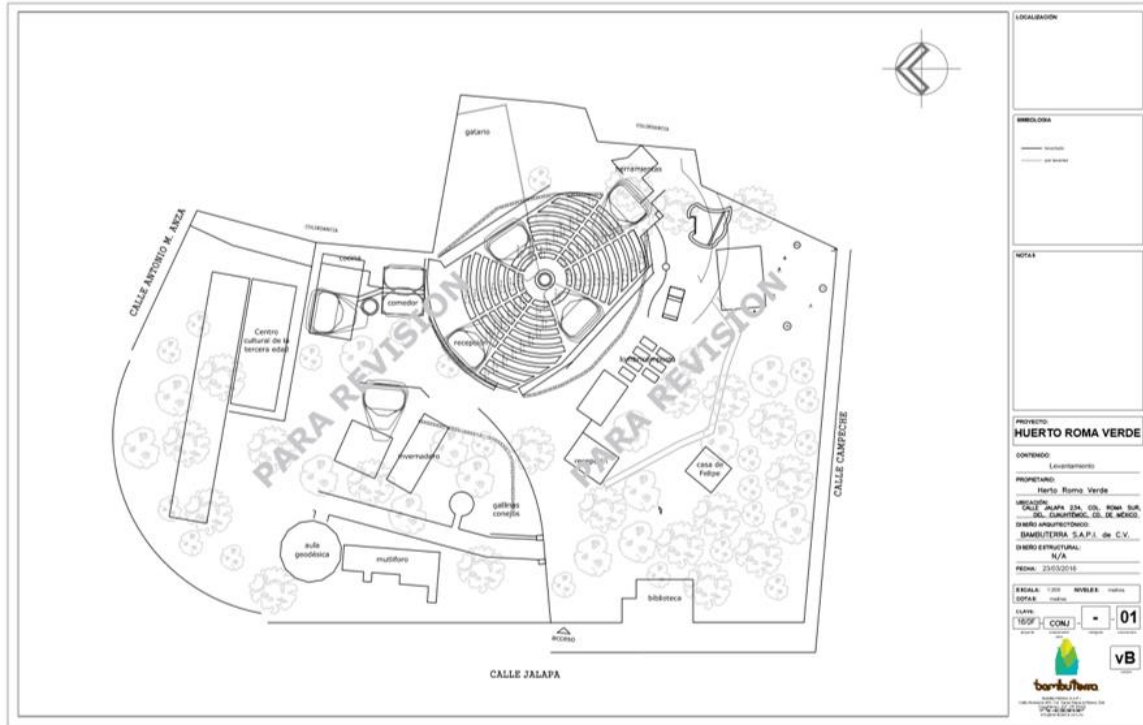 LOCALIZACIÓN
SIMBOLOGIA
NOTAS
gatario
COLINDANCIA
herramientas
CALLE ANTONIO M. ANZA
COLINDANCIA
cocina
comedor
Centro
cultural de la
tercera edad
recepción
PARA REVISION
PARA REVISION
invernadero
casa de
Felipe
CALLE CAMPECHE
gallinas
conejos
aula
geodésica
multiforo
biblioteca
acceso
CALLE JALAPA
PROYECTO:
HUERTO ROMA VERDE
CONTENIDO:
Levantamiento
PROPIETARIO:
Herto Roma Verde
UBICACIÓN:
CALLE JALAPA 234, COL. ROMA SUR,
DEL. CUAUHTÉMOC, CD. DE MÉXICO.
DISEÑO ARQUITECTÓNICO:
BAMBUTERRA S.A.P.I. de C.V.
DISEÑO ESTRUCTURAL:
N/A
FECHA: 23/03/2016
ESCALA: NIVELES: metros
COTAS: metros
CLAVE:
CONJ - 01
vB
bambuterra